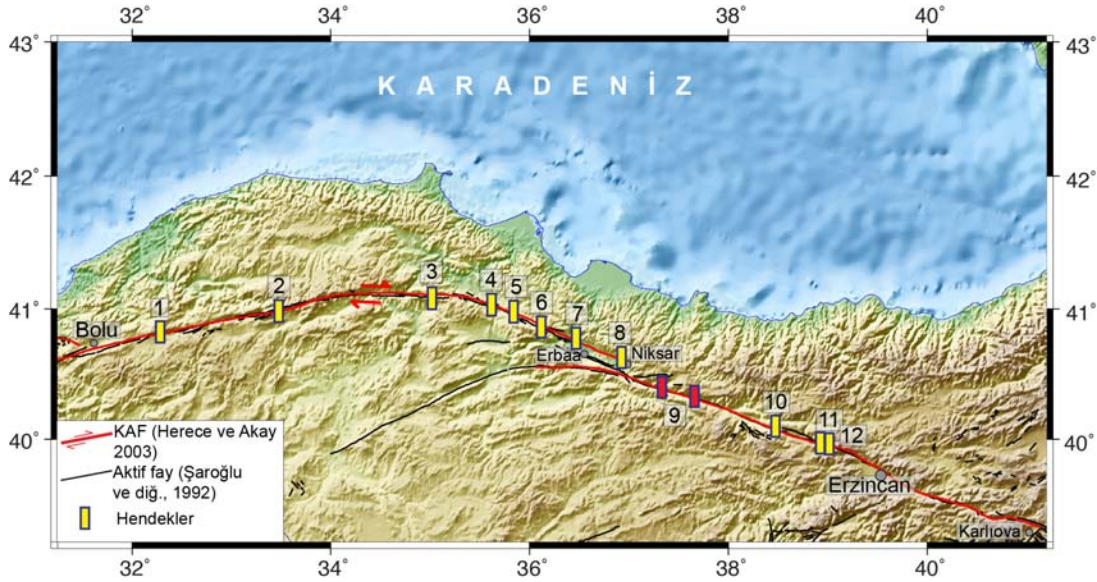 32˚ 34˚ 36˚ 38˚ 40˚
43˚ 43˚
K A R A D E N İ Z
42˚ 42˚
41˚ 41˚
40˚ 40˚
1
2
3
4
5
6
7
8
9
10
11
12
Bolu
Erbaa
Niksar
Erzincan
Karlıova
KAF (Herece ve Akay
2003)
Aktif fay (Şaroğlu
ve diğ., 1992)
Hendekler
32˚ 34˚ 36˚ 38˚ 40˚